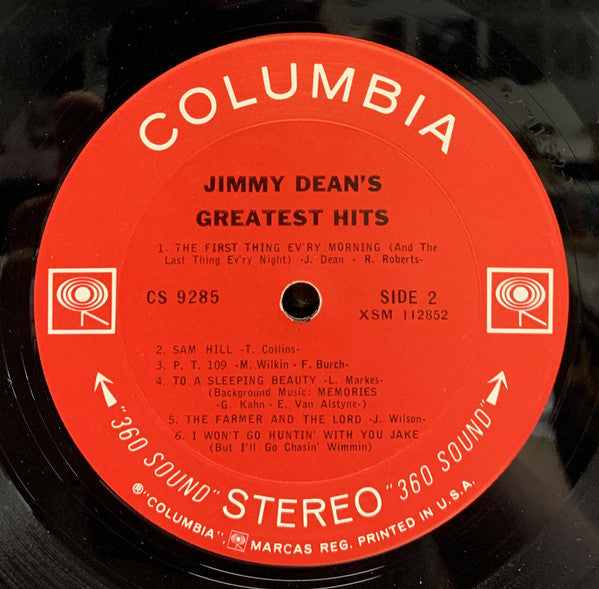 COLUMBIA
JIMMY DEAN'S
GREATEST HITS
1. THE FIRST THING EV'RY MORNING (And The
Last Thing Ev'ry Night) -J. Dean - R. Roberts-
CS 9285
SIDE 2
XSM 112852
2. SAM HILL -T. Collins-
3. P. T. 109 -M. Wilkin - F. Burch-
4. TO A SLEEPING BEAUTY -L. Markes-
(Background Music: MEMORIES
-G. Kahn - E. Van Alstyne-)
5. THE FARMER AND THE LORD -J. Wilson-
6. I WON'T GO HUNTIN' WITH YOU JAKE
(But I'll Go Chasin' Wimmin)
"360 SOUND" STEREO "360 SOUND"
®"COLUMBIA", MARCAS REG. PRINTED IN U.S.A.